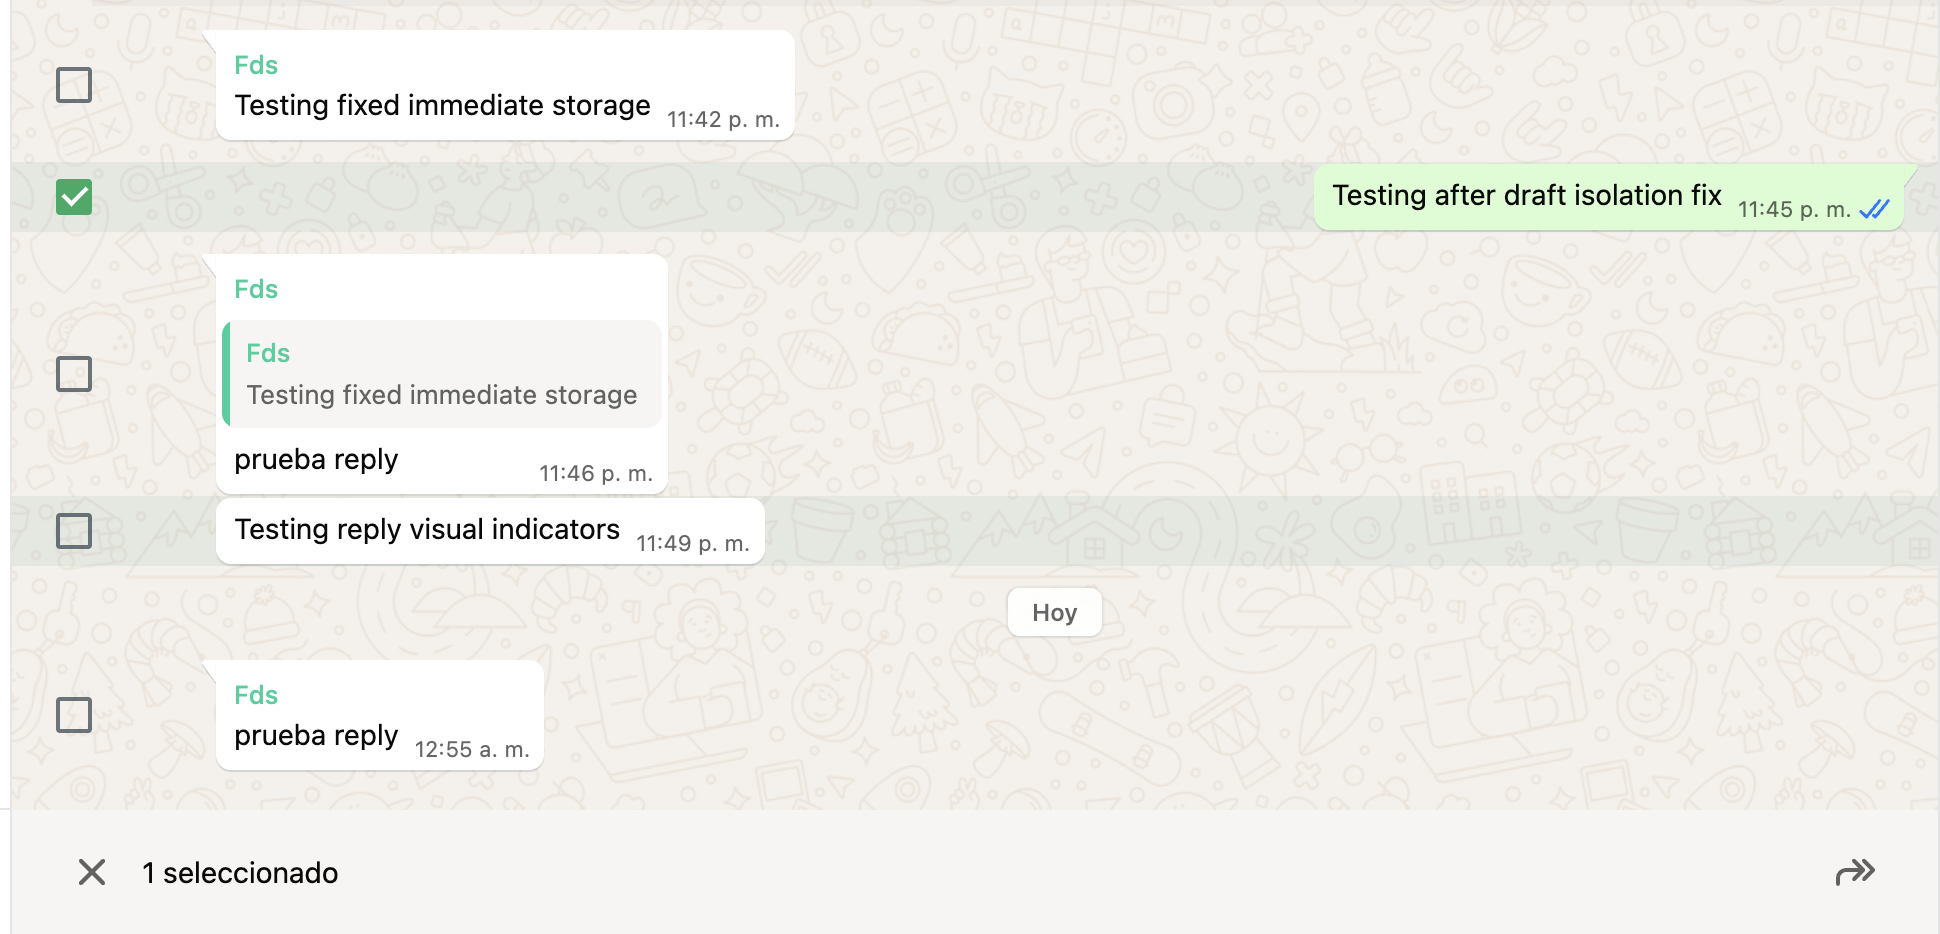 Fds
Testing fixed immediate storage 11:42 p. m.
Testing after draft isolation fix 11:45 p. m.
Fds
Fds
Testing fixed immediate storage
prueba reply 11:46 p. m.
Testing reply visual indicators 11:49 p. m.
Hoy
Fds
prueba reply 12:55 a. m.
1 seleccionado